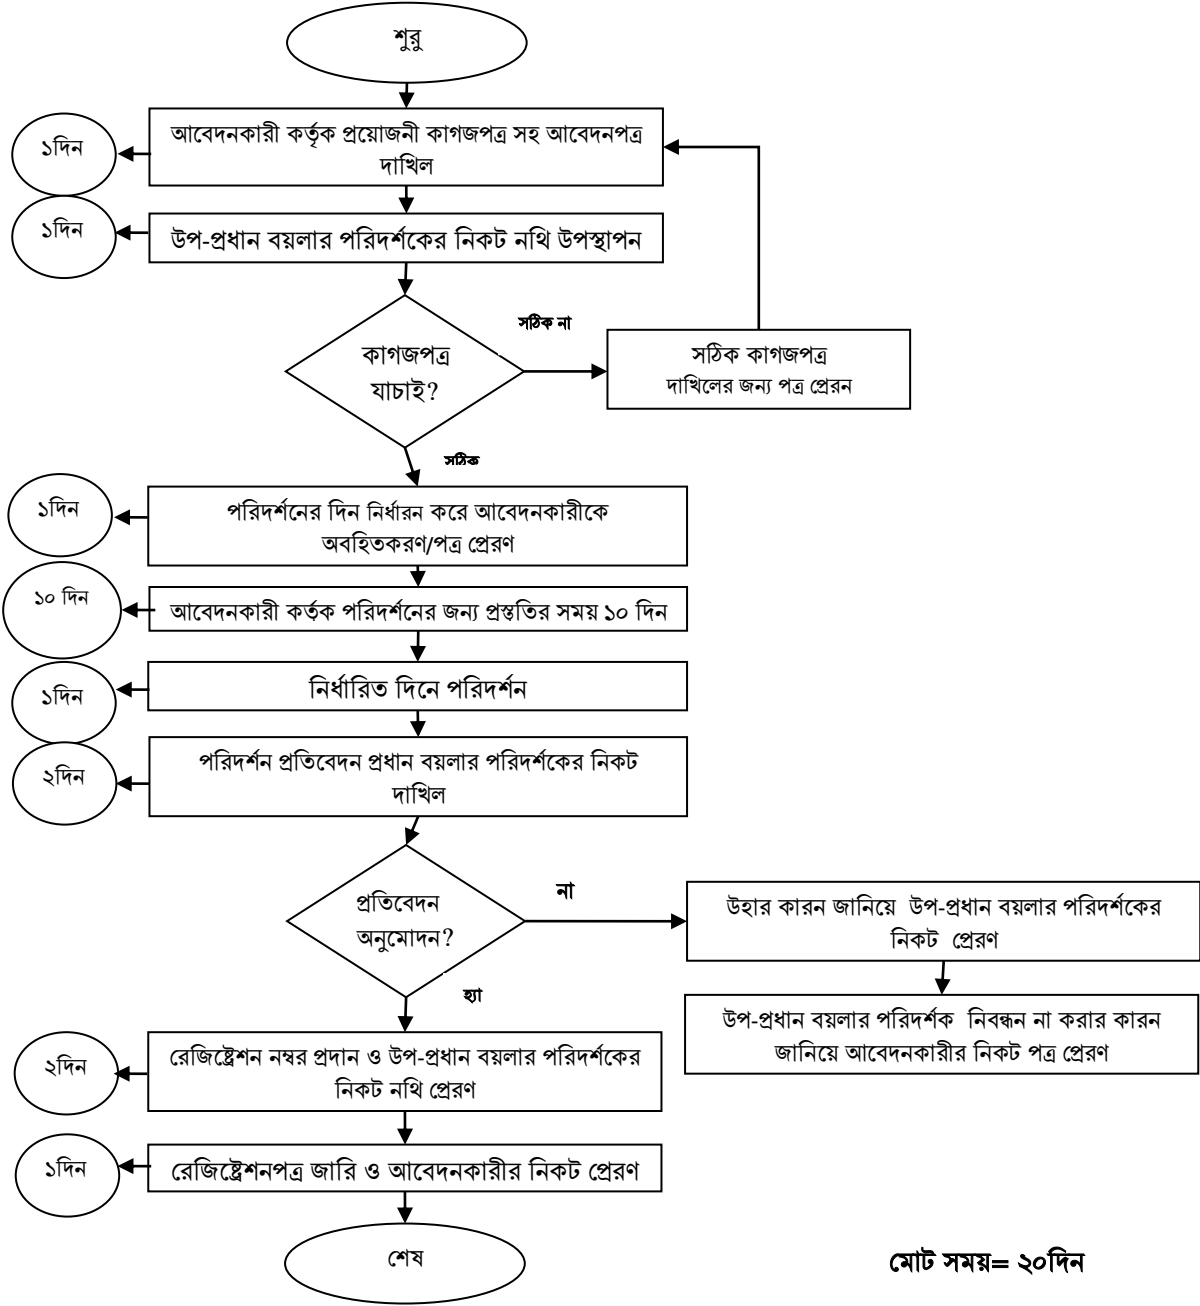 শুরু
১দিন
আবেদনকারী কর্তৃক প্রয়োজনী কাগজপত্র সহ আবেদনপত্র
দাখিল
১দিন
উপ-প্রধান বয়লার পরিদর্শকের নিকট নথি উপস্থাপন
সঠিক না
কাগজপত্র
যাচাই?
সঠিক কাগজপত্র
দাখিলের জন্য পত্র প্রেরন
সঠিক
১দিন
পরিদর্শনের দিন নির্ধারন করে আবেদনকারীকে
অবহিতকরণ/পত্র প্রেরণ
১০ দিন
আবেদনকারী কর্তৃক পরিদর্শনের জন্য প্রস্ততির সময় ১০ দিন
১দিন
নির্ধারিত দিনে পরিদর্শন
২দিন
পরিদর্শন প্রতিবেদন প্রধান বয়লার পরিদর্শকের নিকট
দাখিল
প্রতিবেদন
অনুমোদন?
না
উহার কারন জানিয়ে উপ-প্রধান বয়লার পরিদর্শকের
নিকট প্রেরণ
হ্যা
উপ-প্রধান বয়লার পরিদর্শক নিবন্ধন না করার কারন
জানিয়ে আবেদনকারীর নিকট পত্র প্রেরণ
২দিন
রেজিষ্ট্রেশন নম্বর প্রদান ও উপ-প্রধান বয়লার পরিদর্শকের
নিকট নথি প্রেরণ
১দিন
রেজিষ্ট্রেশনপত্র জারি ও আবেদনকারীর নিকট প্রেরণ
শেষ
মোট সময়= ২০দিন